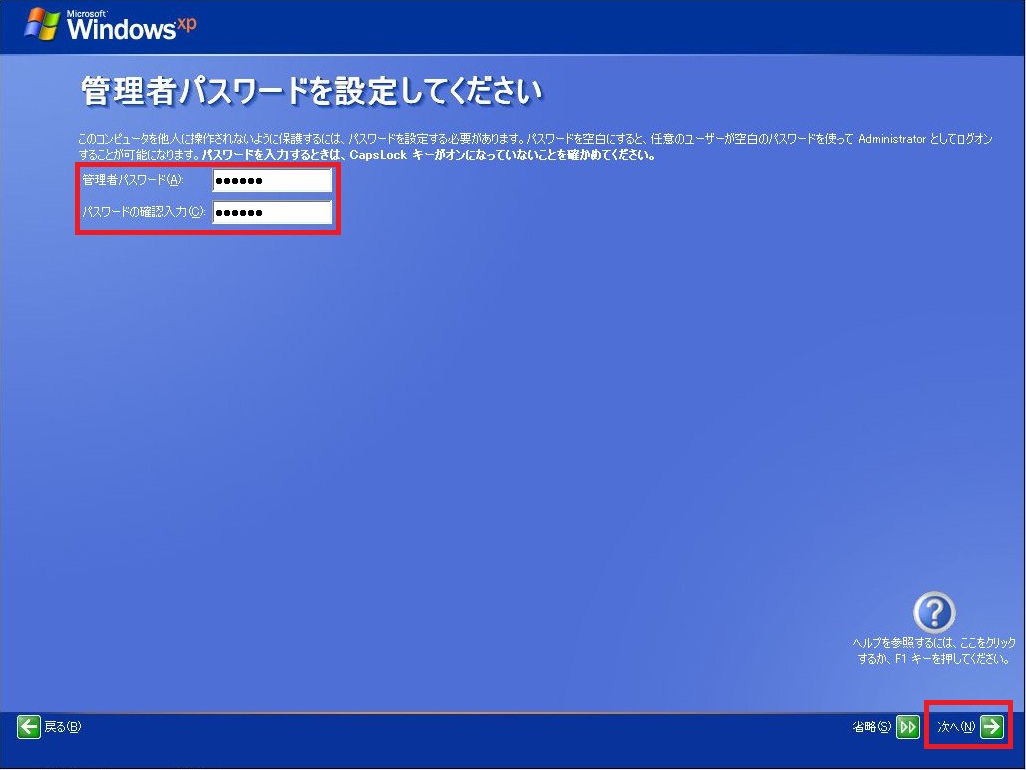 Microsoft
Windows xp
管理者パスワードを設定してください
このコンピュータを他人に操作されないように保護するには、パスワードを設定する必要があります。パスワードを空白にすると、任意のユーザーが空白のパスワードを使って Administrator としてログオン
することが可能になります。パスワードを入力するときは、CapsLock キーがオンになっていないことを確かめてください。
管理者パスワード(A): ●●●●●●
パスワードの確認入力(C): ●●●●●●
ヘルプを参照するには、ここをクリック
するか、F1 キーを押してください。
戻る(B) 省略(S) 次へ(N)